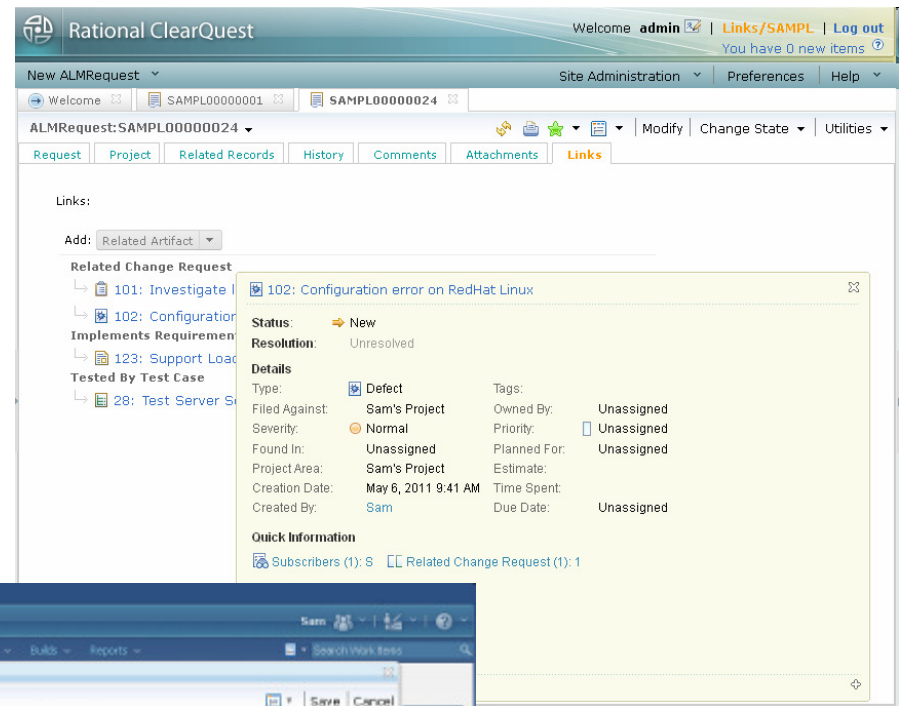 Rational ClearQuest
Welcome admin | Links/SAMPL | Log out
You have 0 new items
New ALMRequest
Site Administration | Preferences | Help
Welcome SAMPL00000001 SAMPL00000024
ALMRequest:SAMPL00000024
Modify | Change State | Utilities
Request Project Related Records History Comments Attachments Links
Links:
Add: Related Artifact
Related Change Request
101: Investigate l
102: Configuration
Implements Requiremen
123: Support Load
Tested By Test Case
28: Test Server S
102: Configuration error on RedHat Linux
Status: New
Resolution: Unresolved
Details
Type: Defect Tags:
Filed Against: Sam's Project Owned By: Unassigned
Severity: Normal Priority: Unassigned
Found In: Unassigned Planned For: Unassigned
Project Area: Sam's Project Estimate:
Creation Date: May 6, 2011 9:41 AM Time Spent:
Created By: Sam Due Date: Unassigned
Quick Information
Subscribers (1): S Related Change Request (1): 1
Sam
Builds Reports Search Work Items
Save Cancel